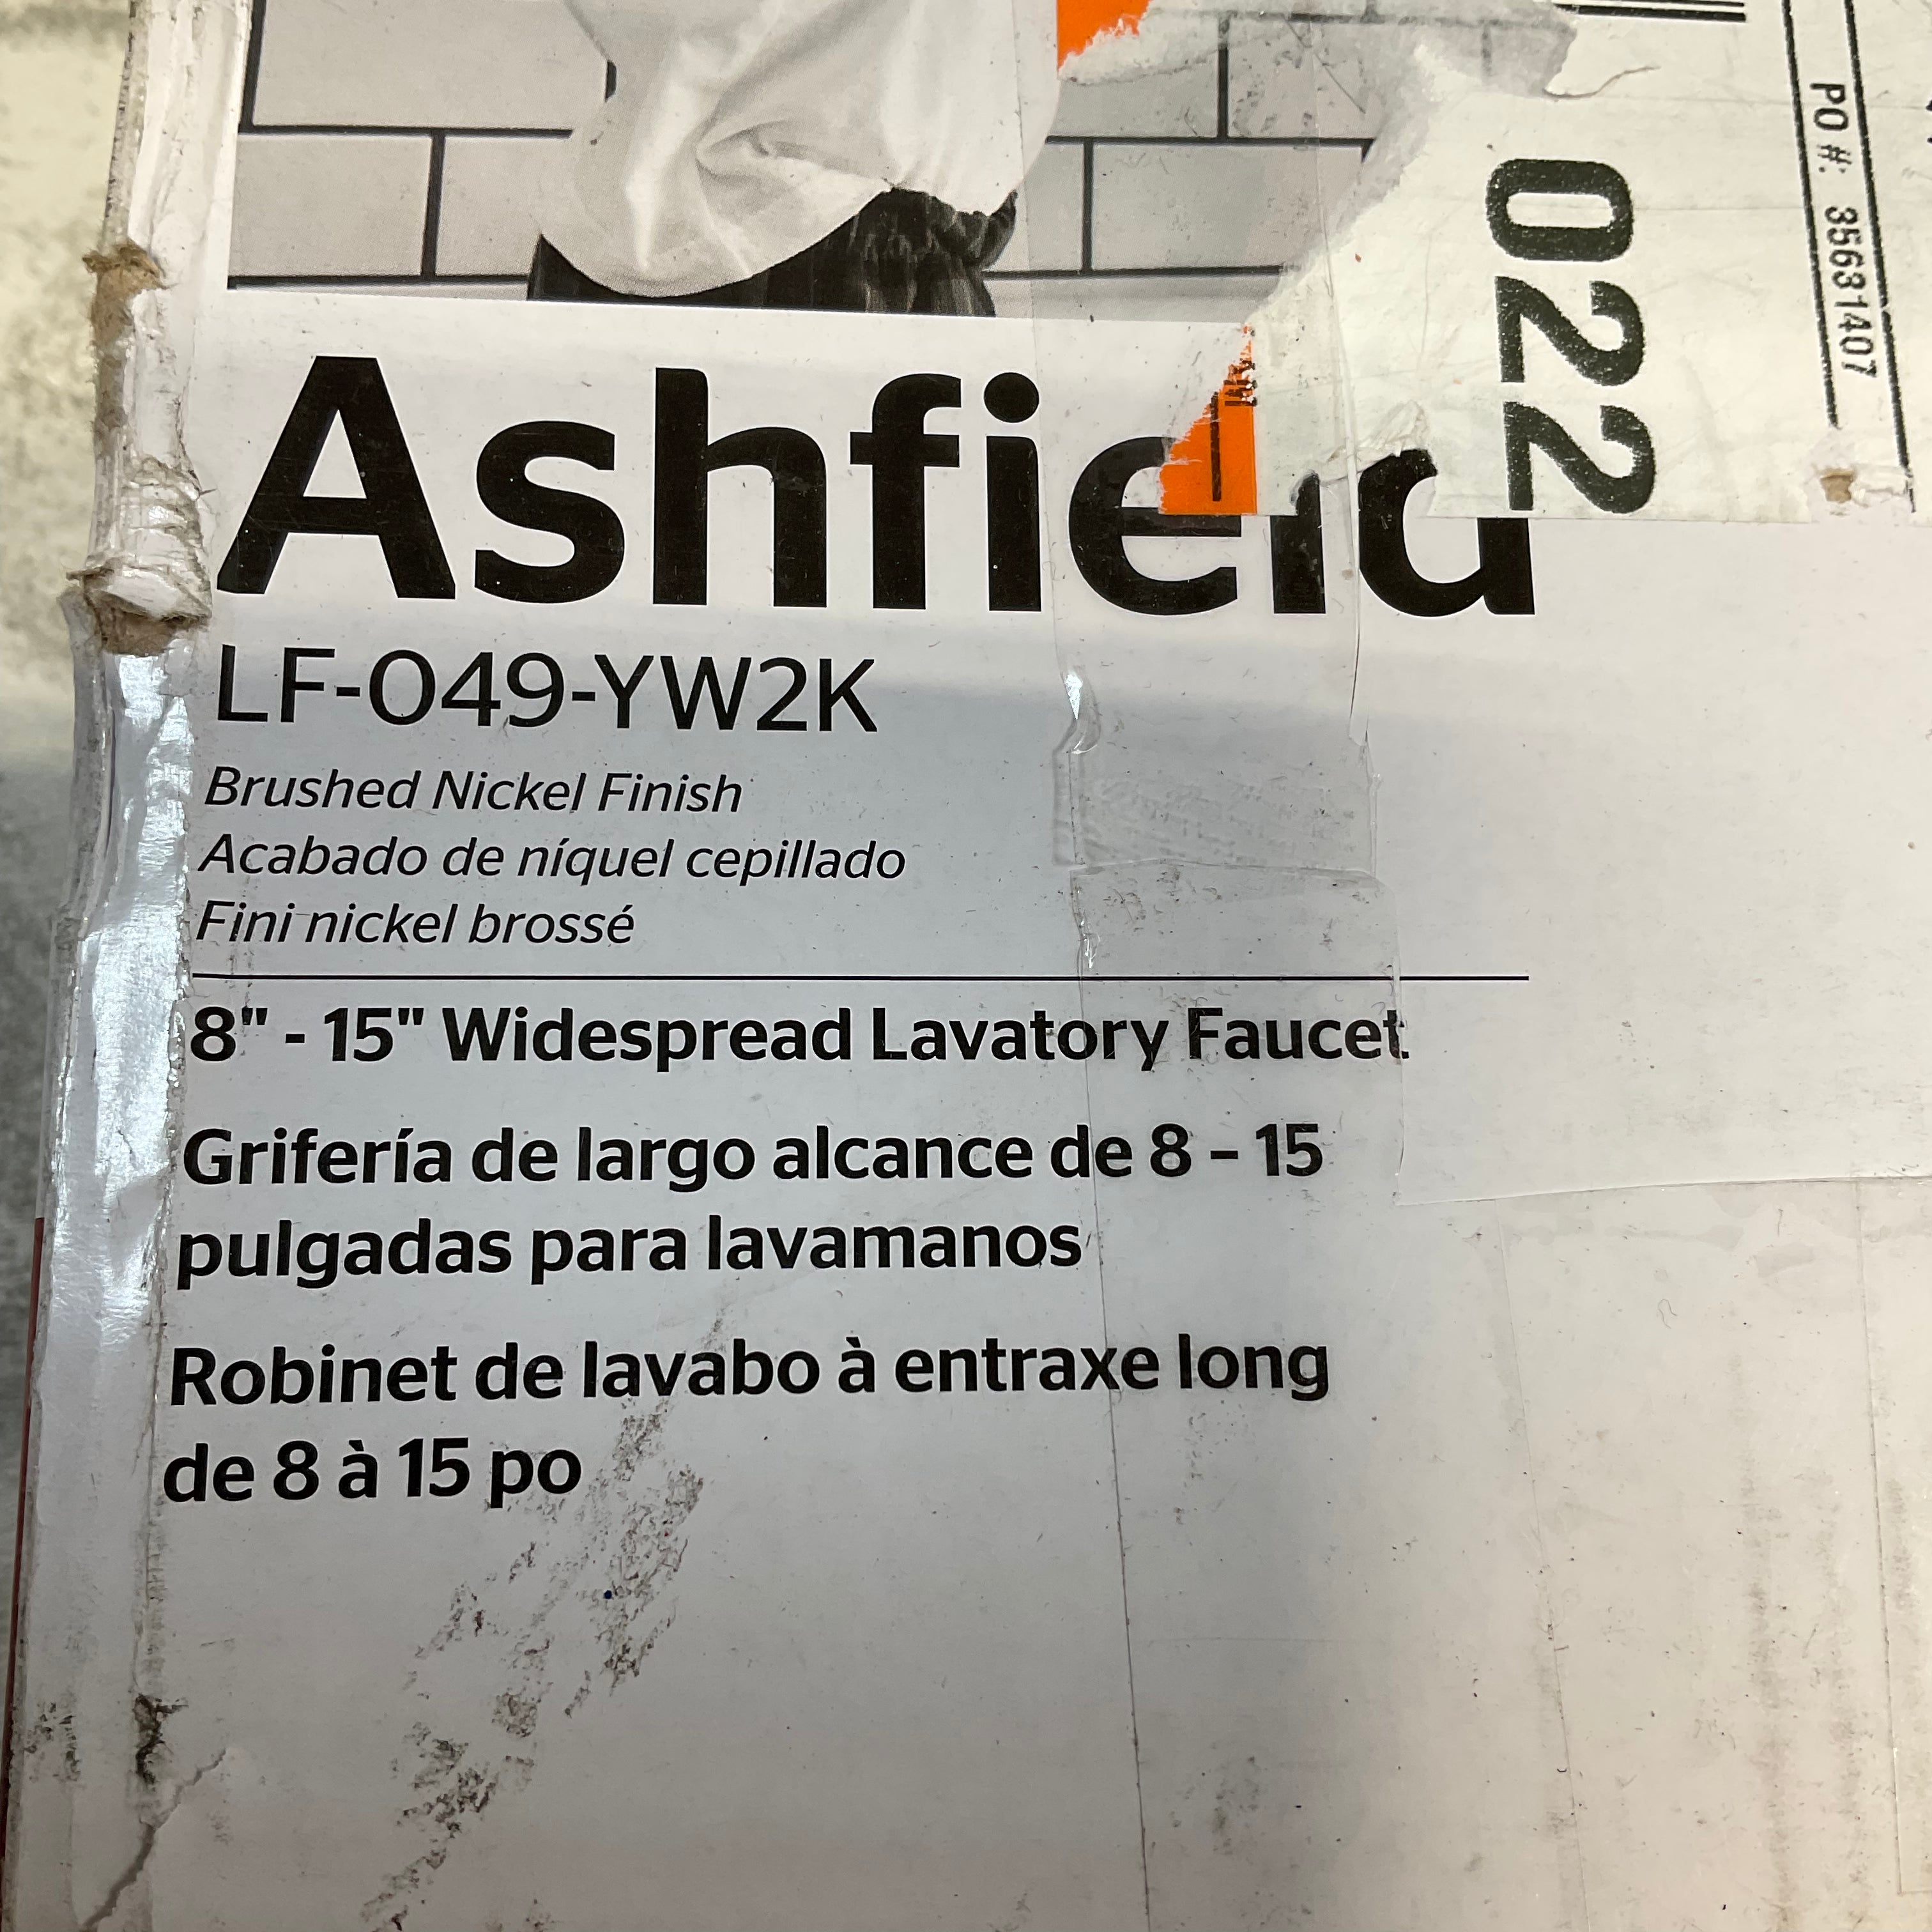 Ashfield
LF-049-YW2K
Brushed Nickel Finish
Acabado de níquel cepillado
Fini nickel brossé
8" - 15" Widespread Lavatory Faucet
Grifería de largo alcance de 8 – 15
pulgadas para lavamanos
Robinet de lavabo à entraxe long
de 8 à 15 po
022
PO #: 35631407